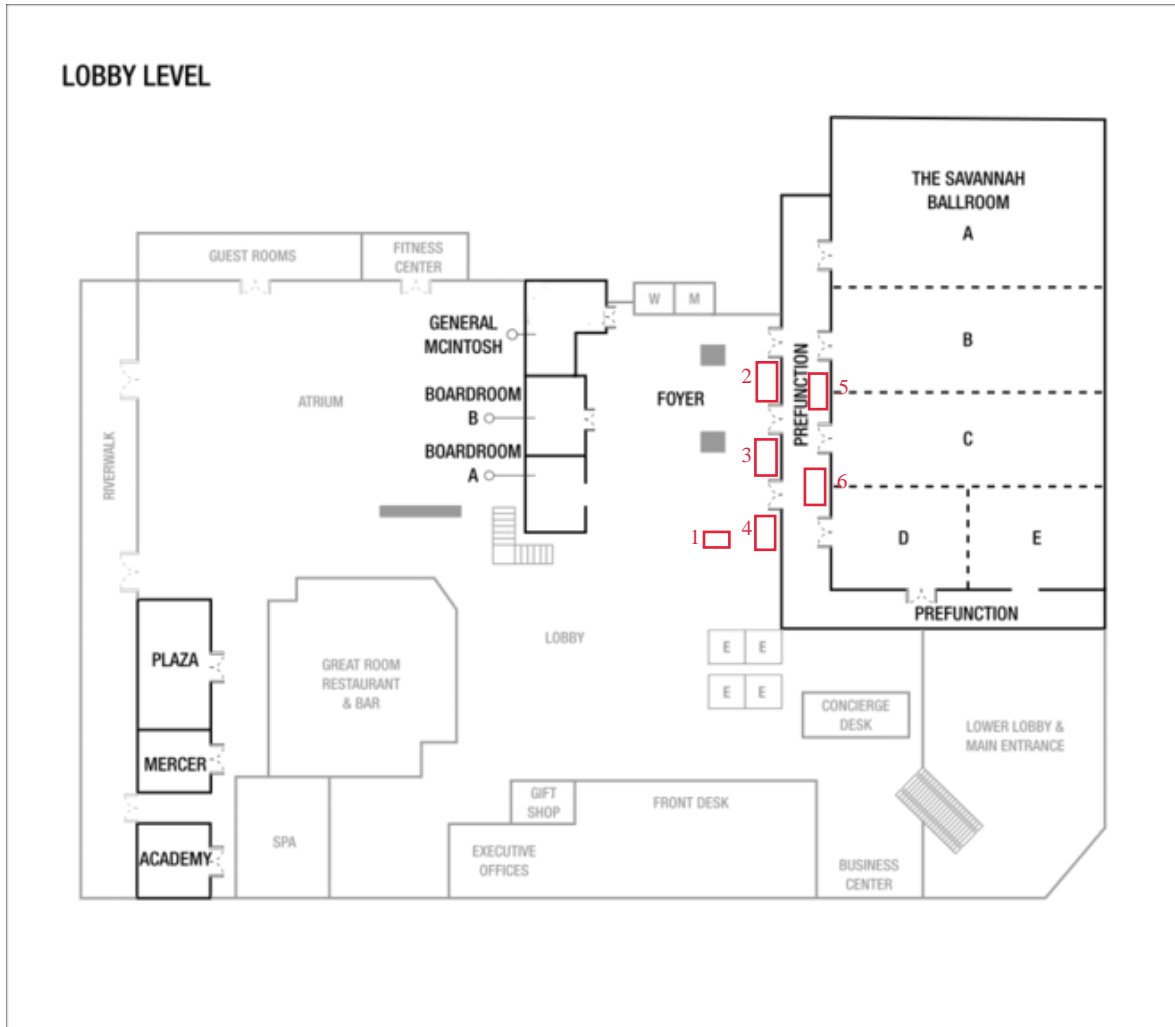 LOBBY LEVEL
THE SAVANNAH
BALLROOM
A
GUEST ROOMS
FITNESS
CENTER
W
M
GENERAL
MCINTOSH
B
PREFUNCTION
ATRIUM
BOARDROOM
B
FOYER
2
5
BOARDROOM
A
3
C
6
RIVERWALK
1
4
D
E
PREFUNCTION
LOBBY
E
E
PLAZA
GREAT ROOM
RESTAURANT
& BAR
E
E
CONCIERGE
DESK
LOWER LOBBY &
MAIN ENTRANCE
MERCER
GIFT
SHOP
FRONT DESK
SPA
EXECUTIVE
OFFICES
ACADEMY
BUSINESS
CENTER